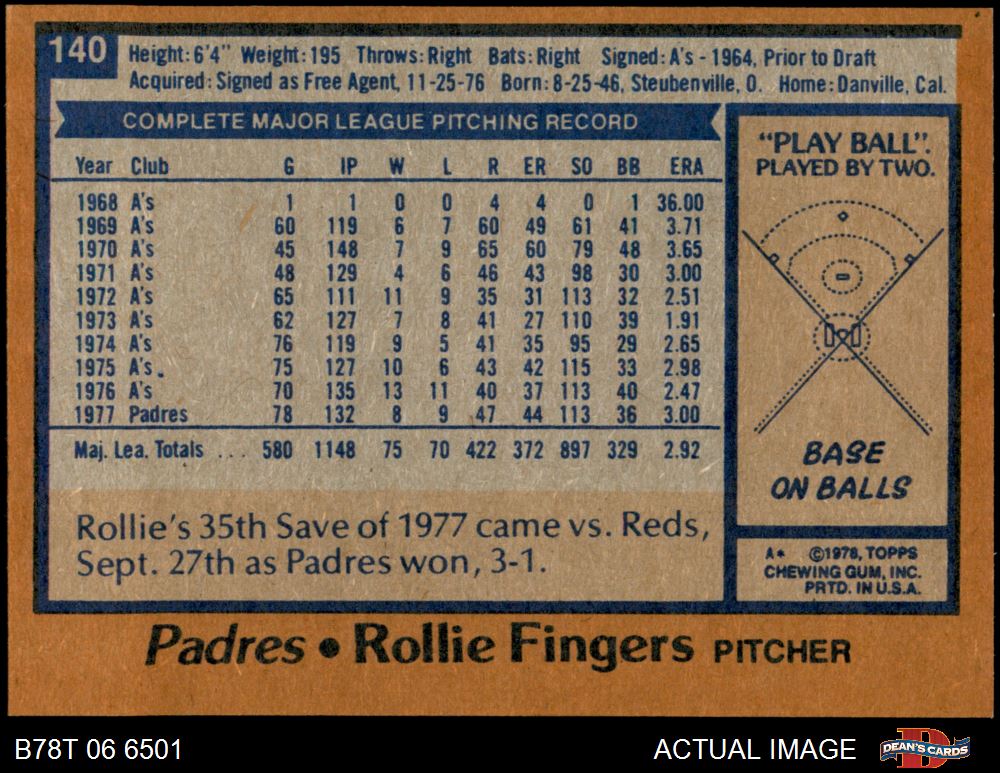 140 Height: 6'4" Weight: 195 Throws: Right Bats: Right Signed: A's - 1964, Prior to Draft
Acquired: Signed as Free Agent, 11-25-76 Born: 8-25-46, Steubenville, O. Home: Danville, Cal.
COMPLETE MAJOR LEAGUE PITCHING RECORD
Year Club G IP W L R ER SO BB ERA
1968 A's 1 1 0 0 4 4 0 1 36.00
1969 A's 60 119 6 7 60 49 61 41 3.71
1970 A's 45 148 7 9 65 60 79 48 3.65
1971 A's 48 129 4 6 46 43 98 30 3.00
1972 A's 65 111 11 9 35 31 113 32 2.51
1973 A's 62 127 7 8 41 27 110 39 1.91
1974 A's 76 119 9 5 41 35 95 29 2.65
1975 A's. 75 127 10 6 43 42 115 33 2.98
1976 A's 70 135 13 11 40 37 113 40 2.47
1977 Padres 78 132 8 9 47 44 113 36 3.00
Maj. Lea. Totals ... 580 1148 75 70 422 372 897 329 2.92
Rollie's 35th Save of 1977 came vs. Reds,
Sept. 27th as Padres won, 3-1.
"PLAY BALL".
PLAYED BY TWO.
BASE
ON BALLS
A* ©1978, TOPPS
CHEWING GUM, INC.
PRTD. IN U.S.A.
Padres • Rollie Fingers PITCHER
B78T 06 6501 ACTUAL IMAGE DEAN'S CARDS